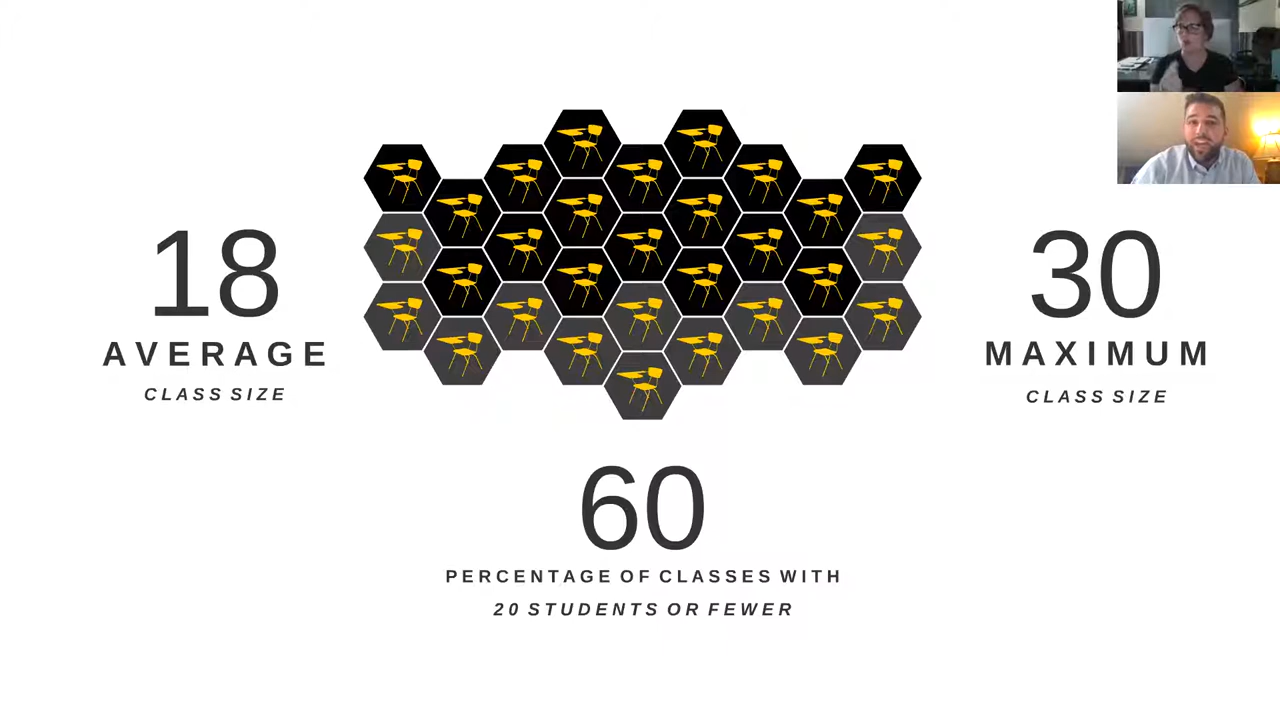 18
AVERAGE
CLASS SIZE
30
MAXIMUM
CLASS SIZE
60
PERCENTAGE OF CLASSES WITH
20 STUDENTS OR FEWER